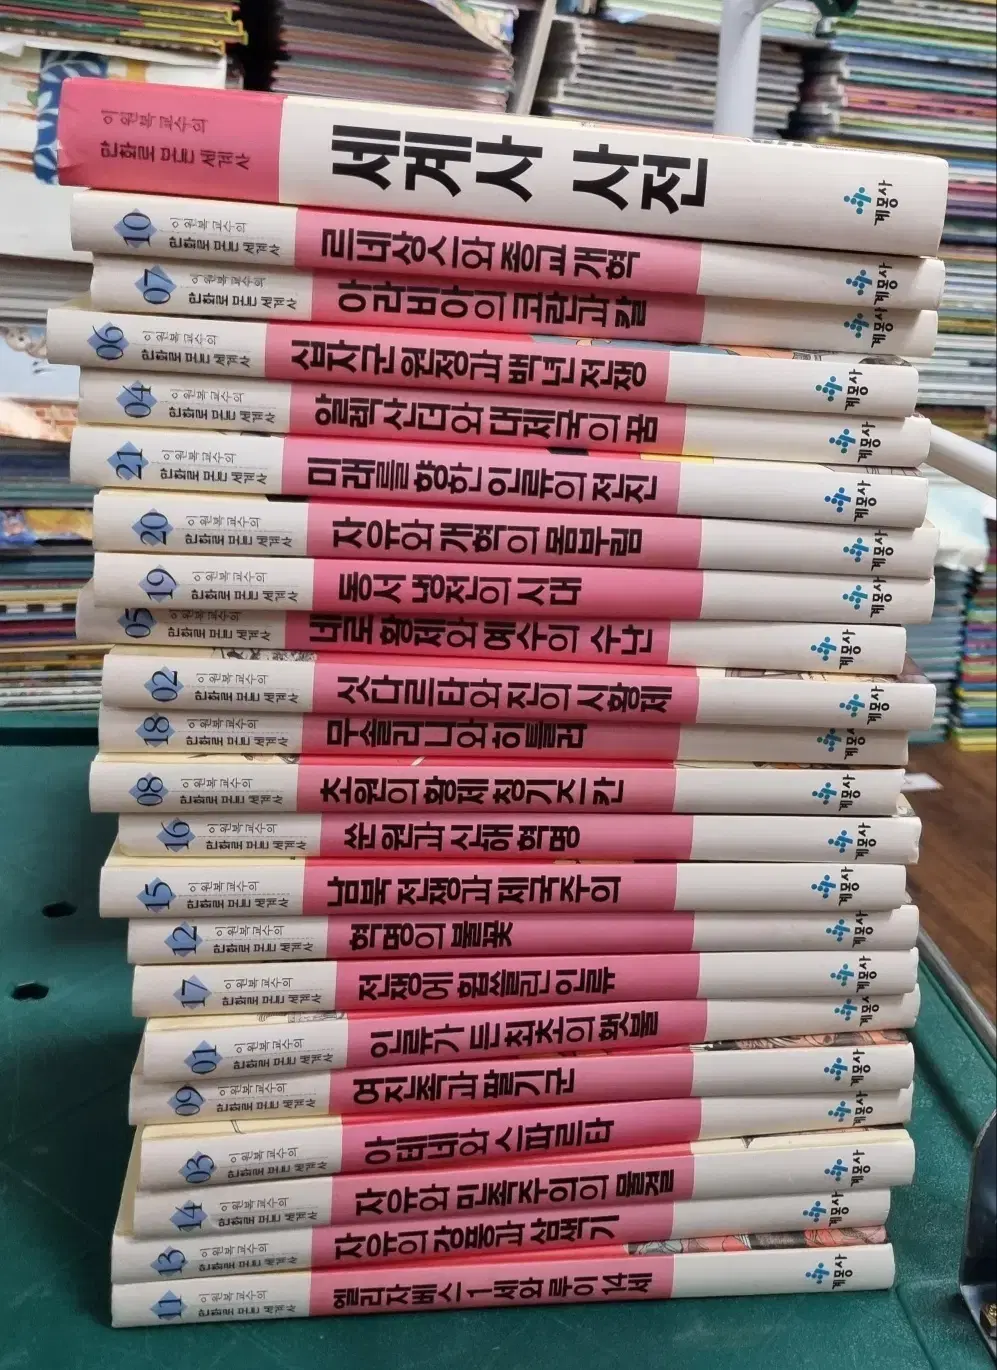 이원복 교수의
만화로 보는 세계사
세계사 사전
계몽사
10
이원복 교수의
만화로 보는 세계사
르네상스와 종교 개혁
계몽사
07
이원복 교수의
만화로 보는 세계사
아라비아의 코란과 칼
계몽사
06
이원복 교수의
만화로 보는 세계사
십자군 원정과 백년 전쟁
계몽사
04
이원복 교수의
만화로 보는 세계사
알렉산더와 대제국의 꿈
계몽사
21
이원복 교수의
만화로 보는 세계사
미래를 향한 인류의 전진
계몽사
20
이원복 교수의
만화로 보는 세계사
자유와 개혁의 몸부림
계몽사
19
이원복 교수의
만화로 보는 세계사
동서 냉전의 시대
계몽사
05
이원복 교수의
만화로 보는 세계사
네로 황제와 예수의 수난
계몽사
02
이원복 교수의
만화로 보는 세계사
싯다르타와 진의 시황제
계몽사
18
이원복 교수의
만화로 보는 세계사
무솔리니와 히틀러
계몽사
08
이원복 교수의
만화로 보는 세계사
초원의 황제 칭기즈 칸
계몽사
16
이원복 교수의
만화로 보는 세계사
쑨원과 신해 혁명
계몽사
15
이원복 교수의
만화로 보는 세계사
남북 전쟁과 제국주의
계몽사
12
이원복 교수의
만화로 보는 세계사
혁명의 불꽃
계몽사
17
이원복 교수의
만화로 보는 세계사
전쟁에 휩쓸린 인류
계몽사
01
이원복 교수의
만화로 보는 세계사
인류가 든 최초의 횃불
계몽사
09
이원복 교수의
만화로 보는 세계사
여진족과 팔기군
계몽사
03
이원복 교수의
만화로 보는 세계사
아테네와 스파르타
계몽사
14
이원복 교수의
만화로 보는 세계사
자유와 민족주의의 물결
계몽사
13
이원복 교수의
만화로 보는 세계사
자유의 강풍과 삼색기
계몽사
11
이원복 교수의
만화로 보는 세계사
엘리자베스 1세와 루이 14세
계몽사